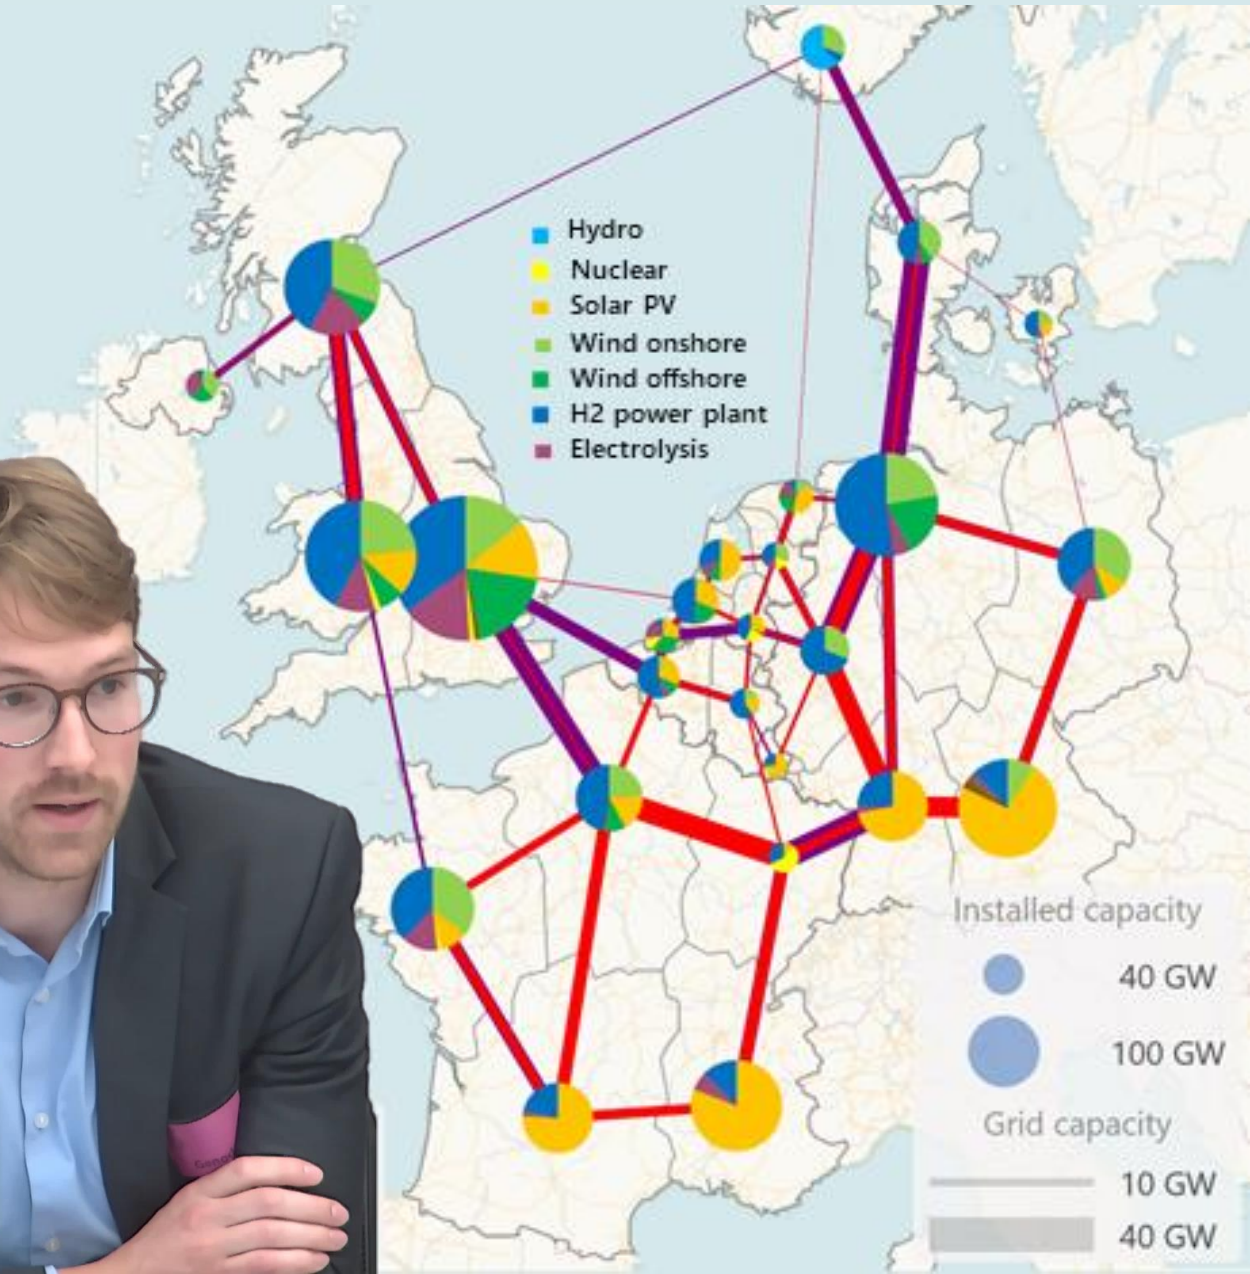 Hydro
Nuclear
Solar PV
Wind onshore
Wind offshore
H2 power plant
Electrolysis
Installed capacity
40 GW
100 GW
Grid capacity
10 GW
40 GW